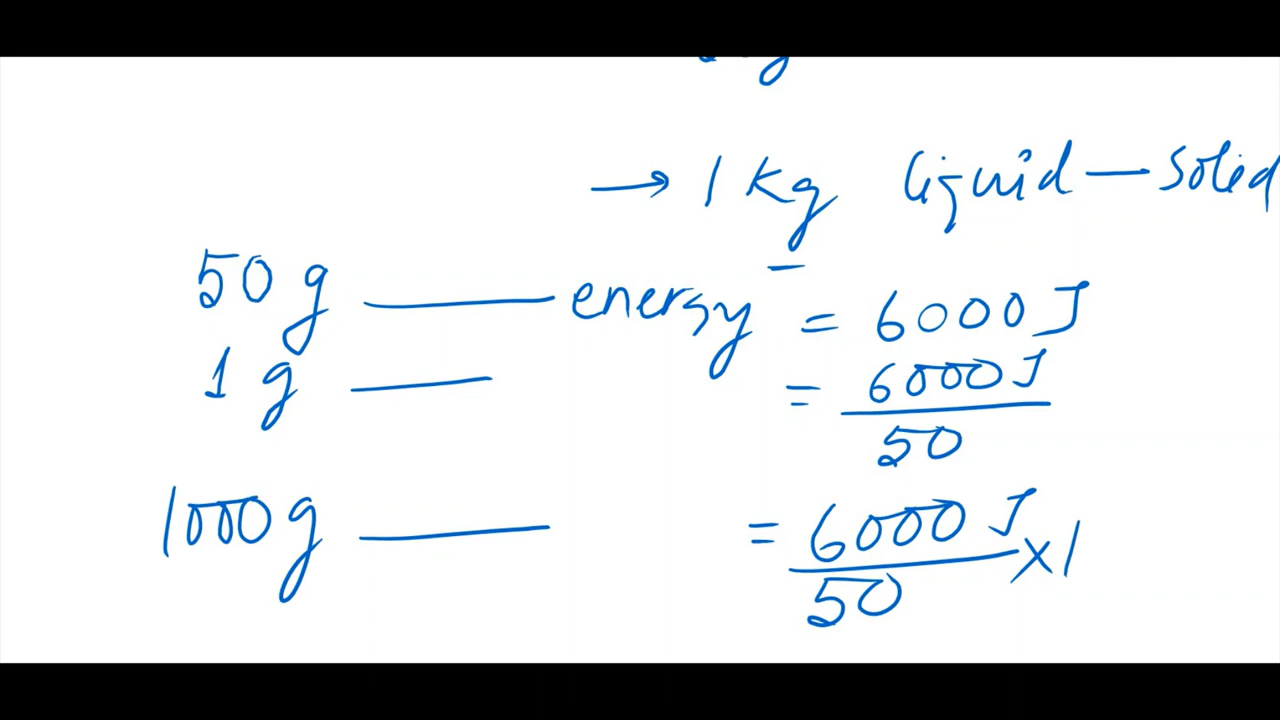 → 1 Kg liquid — Solid
50 g — energy = 6000 J
1 g — = 6000 J / 50
1000 g — = 6000 J / 50 × 1